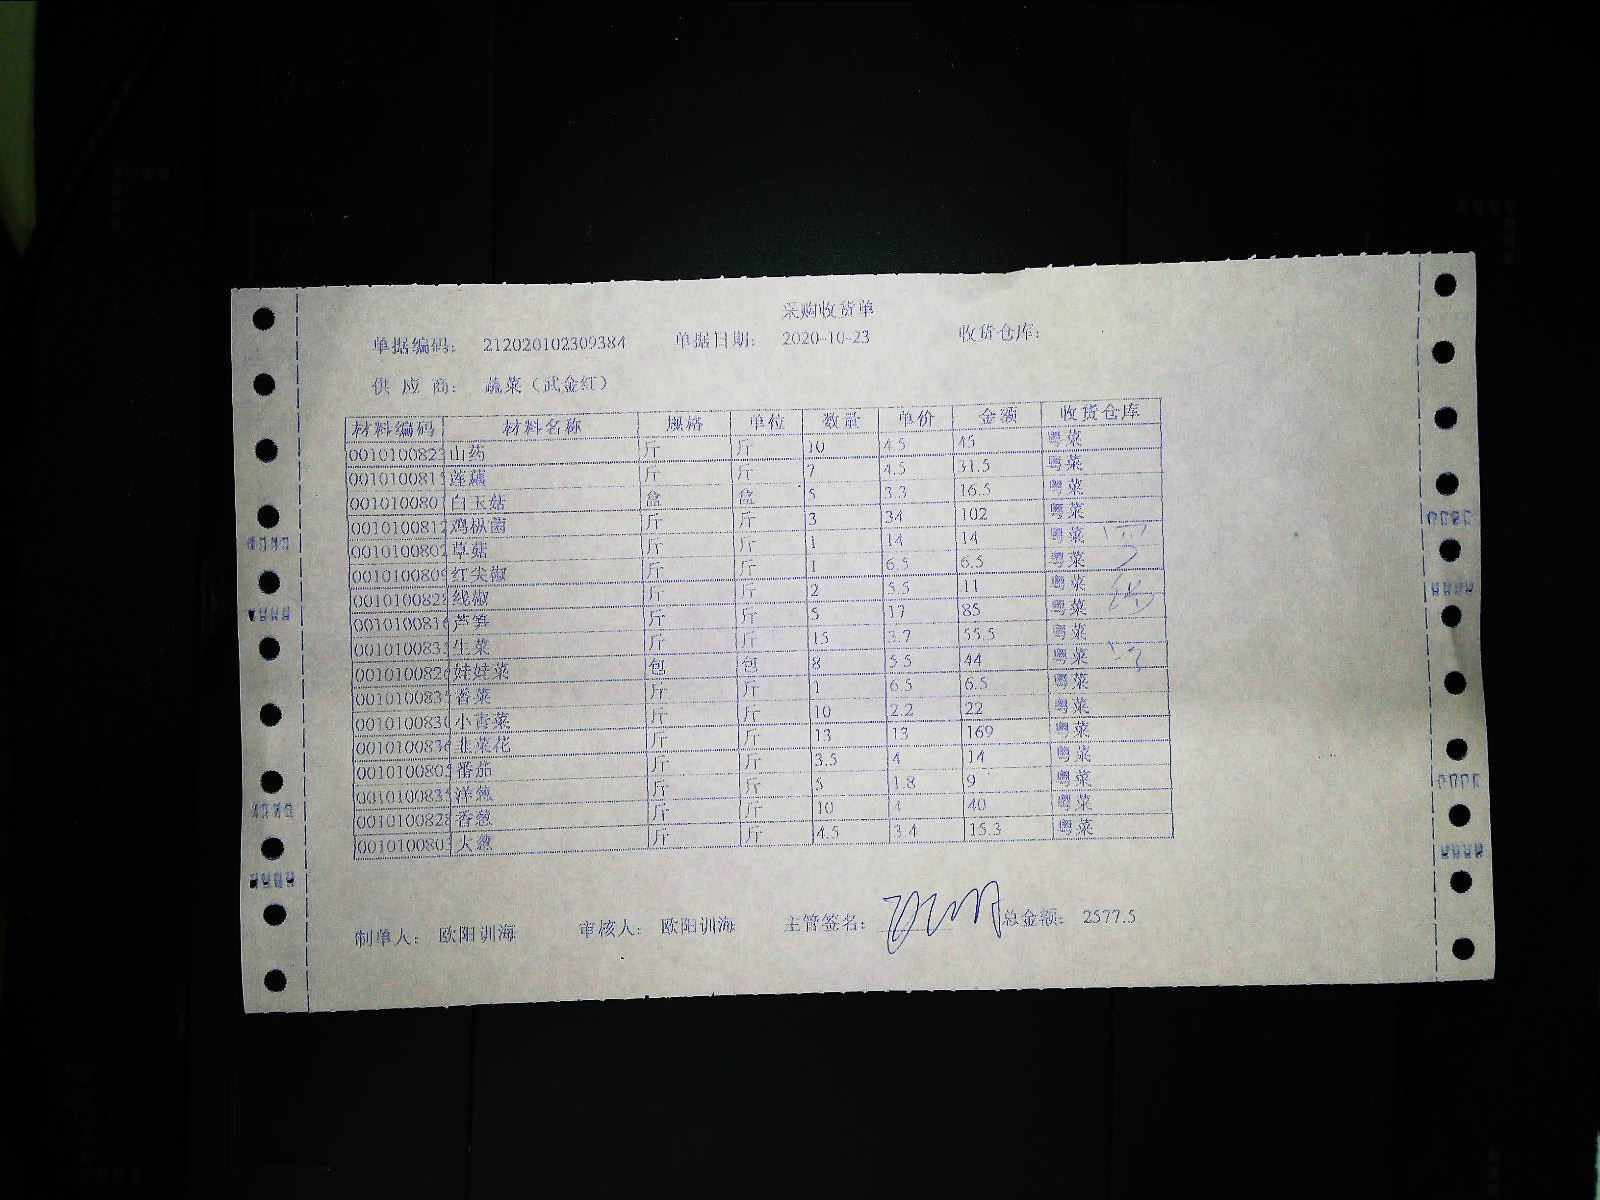 采购收货单
单据编码: 212020102309384 单据日期: 2020-10-23 收货仓库:
供 应 商: 蔬菜（武金红）
材料编码 材料名称 规格 单位 数量 单价 金额 收货仓库
001010082 山药 斤 斤 10 4.5 45 粤菜
001010081 莲藕 斤 斤 7 4.5 31.5 粤菜
001010080 白玉菇 盒 盒 5 3.3 16.5 粤菜
0010100812 鸡枞菌 斤 斤 3 34 102 粤菜
001010080 草菇 斤 斤 1 14 14 粤菜
001010080 红尖椒 斤 斤 1 6.5 6.5 粤菜
001010082 线椒 斤 斤 2 5.5 11 粤菜
001010081 芦笋 斤 斤 5 17 85 粤菜
001010083 生菜 斤 斤 15 3.7 55.5 粤菜
001010082 娃娃菜 包 包 8 5.5 44 粤菜
001010083 香菜 斤 斤 1 6.5 6.5 粤菜
001010083 小青菜 斤 斤 10 2.2 22 粤菜
001010083 韭菜花 斤 斤 13 13 169 粤菜
001010080 番茄 斤 斤 3.5 4 14 粤菜
001010083 洋葱 斤 斤 5 1.8 9 粤菜
001010082 香葱 斤 斤 10 4 40 粤菜
001010080 大葱 斤 斤 4.5 3.4 15.3 粤菜
制单人: 欧阳训海 审核人: 欧阳训海 主管签名: 总金额: 2577.5